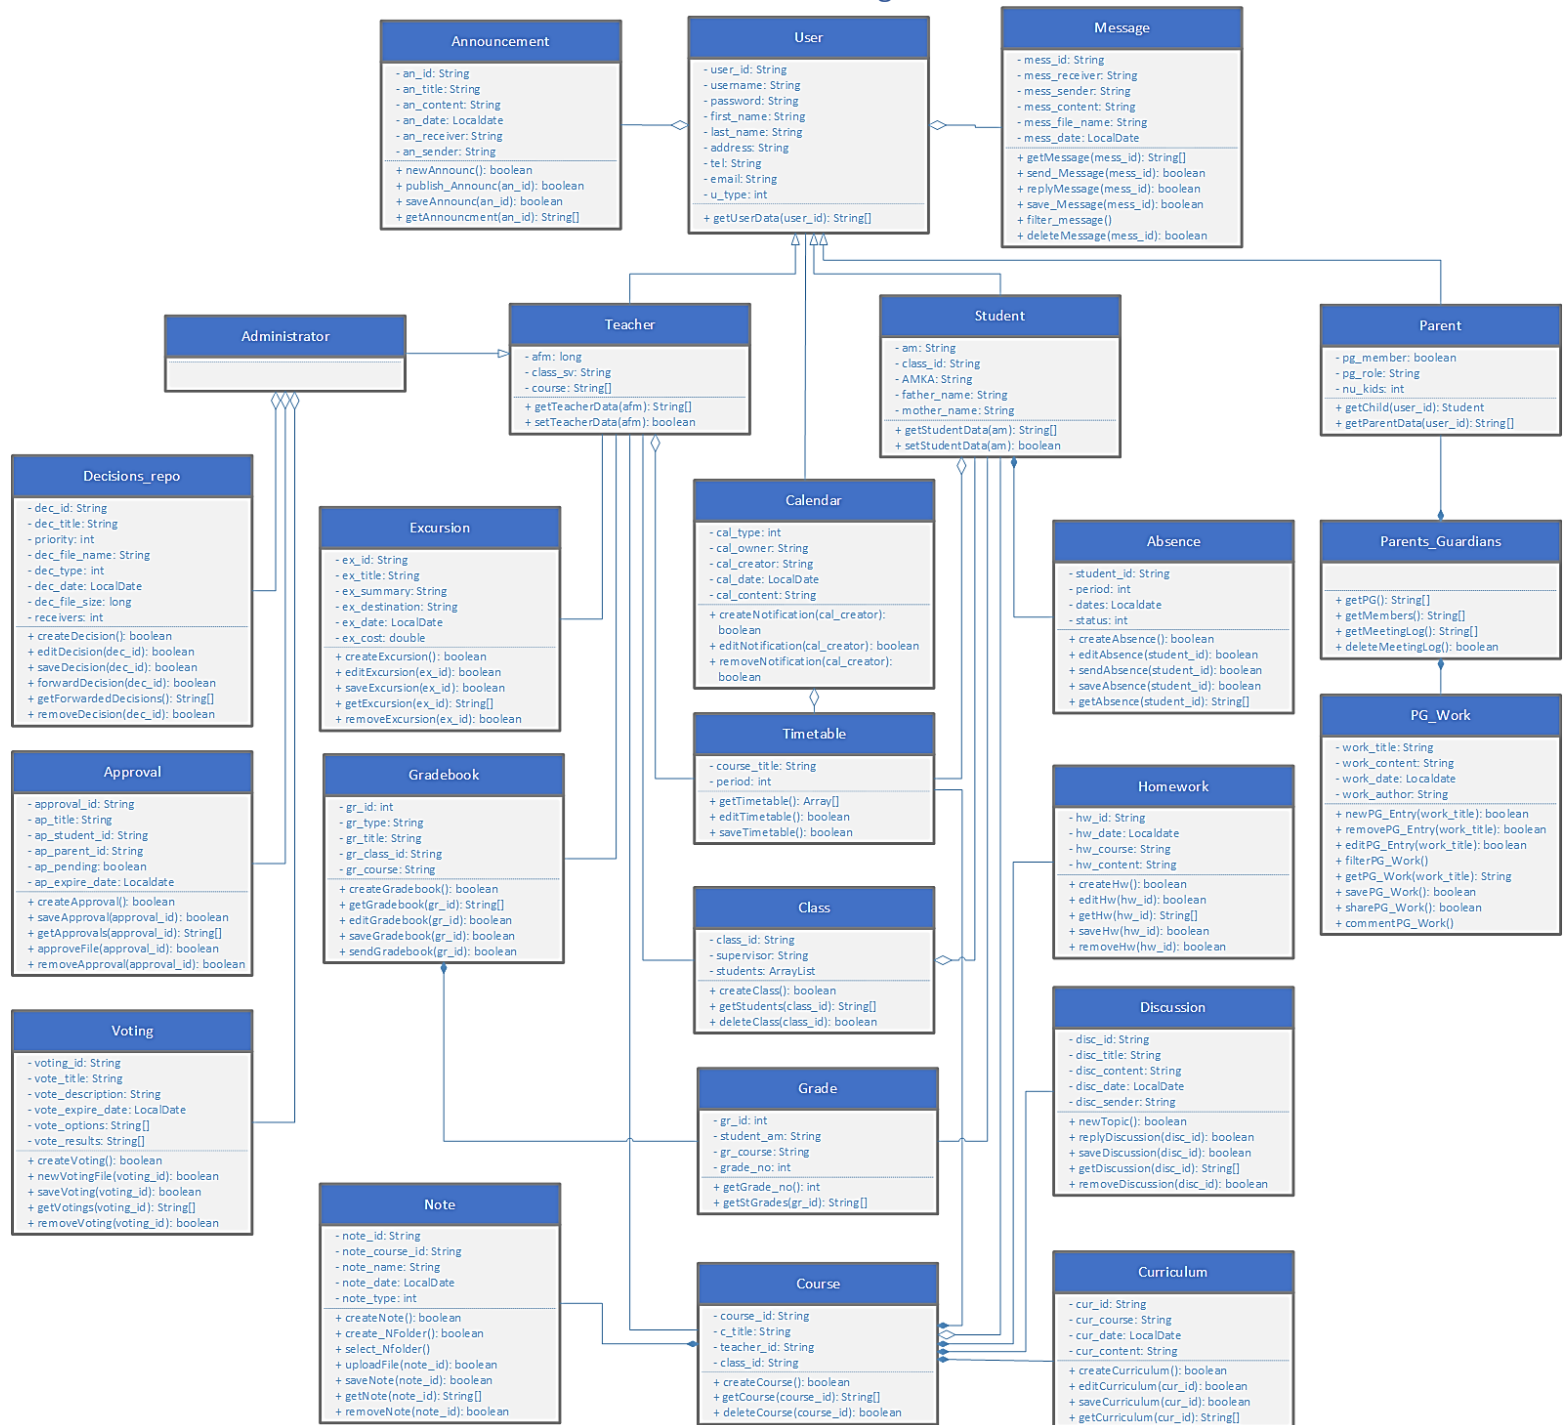 Announcement
- an_id: String
- an_title: String
- an_content: String
- an_date: Localdate
- an_receiver: String
- an_sender: String
+ newAnnounc(): boolean
+ publish_Announc(an_id): boolean
+ saveAnnounc(an_id): boolean
+ getAnnouncment(an_id): String[]
User
- user_id: String
- username: String
- password: String
- first_name: String
- last_name: String
- address: String
- tel: String
- email: String
- u_type: int
+ getUserData(user_id): String[]
Message
- mess_id: String
- mess_receiver: String
- mess_sender: String
- mess_content: String
- mess_file_name: String
- mess_date: LocalDate
+ getMessage(mess_id): String[]
+ send_Message(mess_id): boolean
+ replyMessage(mess_id): boolean
+ save_Message(mess_id): boolean
+ filter_message()
+ deleteMessage(mess_id): boolean
Administrator
Teacher
- afm: long
- class_sv: String
- course: String[]
+ getTeacherData(afm): String[]
+ setTeacherData(afm): boolean
Student
- am: String
- class_id: String
- AMKA: String
- father_name: String
- mother_name: String
+ getStudentData(am): String[]
+ setStudentData(am): boolean
Parent
- pg_member: boolean
- pg_role: String
- nu_kids: int
+ getChild(user_id): Student
+ getParentData(user_id): String[]
Decisions_repo
- dec_id: String
- dec_title: String
- priority: int
- dec_file_name: String
- dec_type: int
- dec_date: LocalDate
- dec_file_size: long
- receivers: int
+ createDecision(): boolean
+ editDecision(dec_id): boolean
+ saveDecision(dec_id): boolean
+ forwardDecision(dec_id): boolean
+ getForwardedDecisions(): String[]
+ removeDecision(dec_id): boolean
Excursion
- ex_id: String
- ex_title: String
- ex_summary: String
- ex_destination: String
- ex_date: LocalDate
- ex_cost: double
+ createExcursion(): boolean
+ editExcursion(ex_id): boolean
+ saveExcursion(ex_id): boolean
+ getExcursion(ex_id): String[]
+ removeExcursion(ex_id): boolean
Calendar
- cal_type: int
- cal_owner: String
- cal_creator: String
- cal_date: LocalDate
- cal_content: String
+ createNotification(cal_creator):
boolean
+ editNotification(cal_creator): boolean
+ removeNotification(cal_creator):
boolean
Absence
- student_id: String
- period: int
- dates: Localdate
- status: int
+ createAbsence(): boolean
+ editAbsence(student_id): boolean
+ sendAbsence(student_id): boolean
+ saveAbsence(student_id): boolean
+ getAbsence(student_id): String[]
Parents_Guardians
+ getPG(): String[]
+ getMembers(): String[]
+ getMeetingLog(): String[]
+ deleteMeetingLog(): boolean
Approval
- approval_id: String
- ap_title: String
- ap_student_id: String
- ap_parent_id: String
- ap_pending: boolean
- ap_expire_date: Localdate
+ createApproval(): boolean
+ saveApproval(approval_id): boolean
+ getApprovals(approval_id): String[]
+ approveFile(approval_id): boolean
+ removeApproval(approval_id): boolean
Gradebook
- gr_id: int
- gr_type: String
- gr_title: String
- gr_class_id: String
- gr_course: String
+ createGradebook(): boolean
+ getGradebook(gr_id): String[]
+ editGradebook(gr_id): boolean
+ saveGradebook(gr_id): boolean
+ sendGradebook(gr_id): boolean
Timetable
- course_title: String
- period: int
+ getTimetable(): Array[]
+ editTimetable(): boolean
+ saveTimetable(): boolean
Homework
- hw_id: String
- hw_date: Localdate
- hw_course: String
- hw_content: String
+ createHw(): boolean
+ editHw(hw_id): boolean
+ getHw(hw_id): String[]
+ saveHw(hw_id): boolean
+ removeHw(hw_id): boolean
PG_Work
- work_title: String
- work_content: String
- work_date: Localdate
- work_author: String
+ newPG_Entry(work_title): boolean
+ removePG_Entry(work_title): boolean
+ editPG_Entry(work_title): boolean
+ filterPG_Work()
+ getPG_Work(work_title): String
+ savePG_Work(): boolean
+ sharePG_Work(): boolean
+ commentPG_Work()
Class
- class_id: String
- supervisor: String
- students: ArrayList
+ createClass(): boolean
+ getStudents(class_id): String[]
+ deleteClass(class_id): boolean
Voting
- voting_id: String
- vote_title: String
- vote_description: String
- vote_expire_date: LocalDate
- vote_options: String[]
- vote_results: String[]
+ createVoting(): boolean
+ newVotingFile(voting_id): boolean
+ saveVoting(voting_id): boolean
+ getVotings(voting_id): String[]
+ removeVoting(voting_id): boolean
Discussion
- disc_id: String
- disc_title: String
- disc_content: String
- disc_date: LocalDate
- disc_sender: String
+ newTopic(): boolean
+ replyDiscussion(disc_id): boolean
+ saveDiscussion(disc_id): boolean
+ getDiscussion(disc_id): String[]
+ removeDiscussion(disc_id): boolean
Grade
- gr_id: int
- student_am: String
- gr_course: String
- grade_no: int
+ getGrade_no(): int
+ getStGrades(gr_id): String[]
Note
- note_id: String
- note_course_id: String
- note_name: String
- note_date: LocalDate
- note_type: int
+ createNote(): boolean
+ create_NFolder(): boolean
+ select_Nfolder()
+ uploadFile(note_id): boolean
+ saveNote(note_id): boolean
+ getNote(note_id): String[]
+ removeNote(note_id): boolean
Course
- course_id: String
- c_title: String
- teacher_id: String
- class_id: String
+ createCourse(): boolean
+ getCourse(course_id): String[]
+ deleteCourse(course_id): boolean
Curriculum
- cur_id: String
- cur_course: String
- cur_date: LocalDate
- cur_content: String
+ createCurriculum(): boolean
+ editCurriculum(cur_id): boolean
+ saveCurriculum(cur_id): boolean
+ getCurriculum(cur_id): String[]